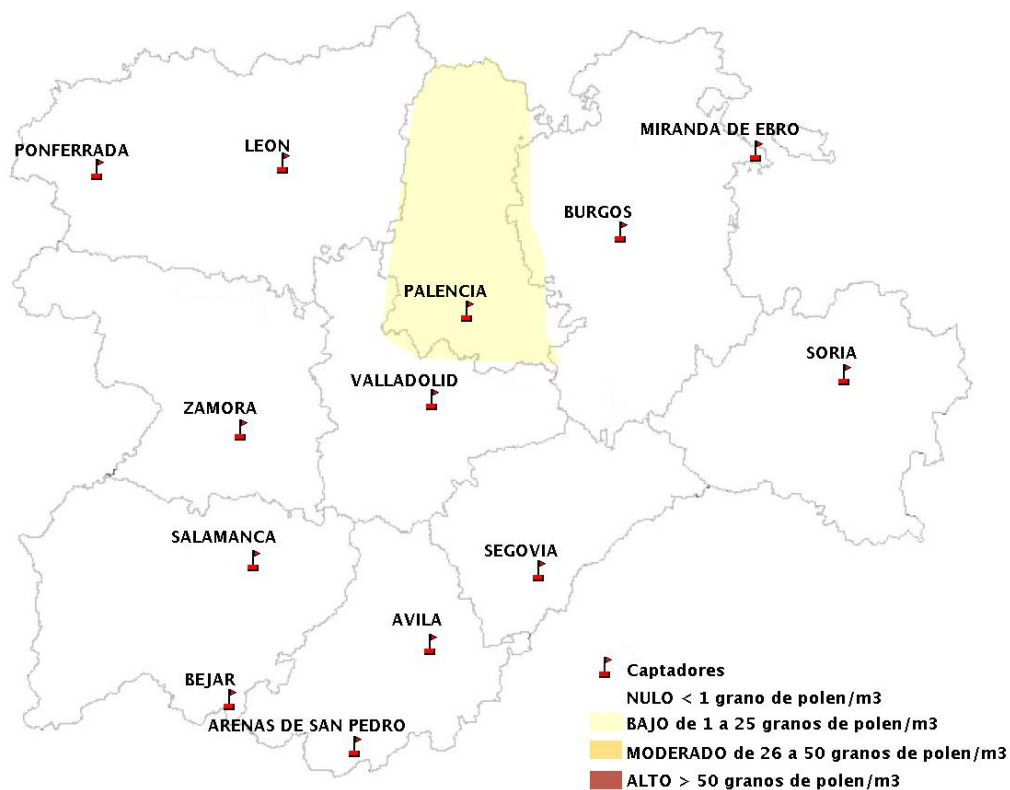 MIRANDA DE EBRO
PONFERRADA
LEON
BURGOS
PALENCIA
SORIA
VALLADOLID
ZAMORA
SALAMANCA
SEGOVIA
AVILA
BEJAR
ARENAS DE SAN PEDRO
Captadores
NULO < 1 grano de polen/m3
BAJO de 1 a 25 granos de polen/m3
MODERADO de 26 a 50 granos de polen/m3
ALTO > 50 granos de polen/m3